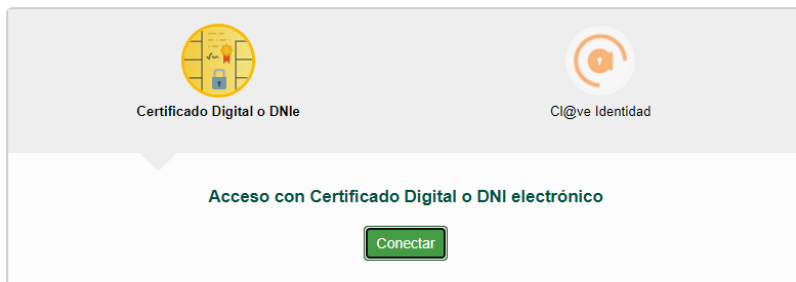 Certificado Digital o DNIe
Cl@ve Identidad
Acceso con Certificado Digital o DNI electrónico
Conectar